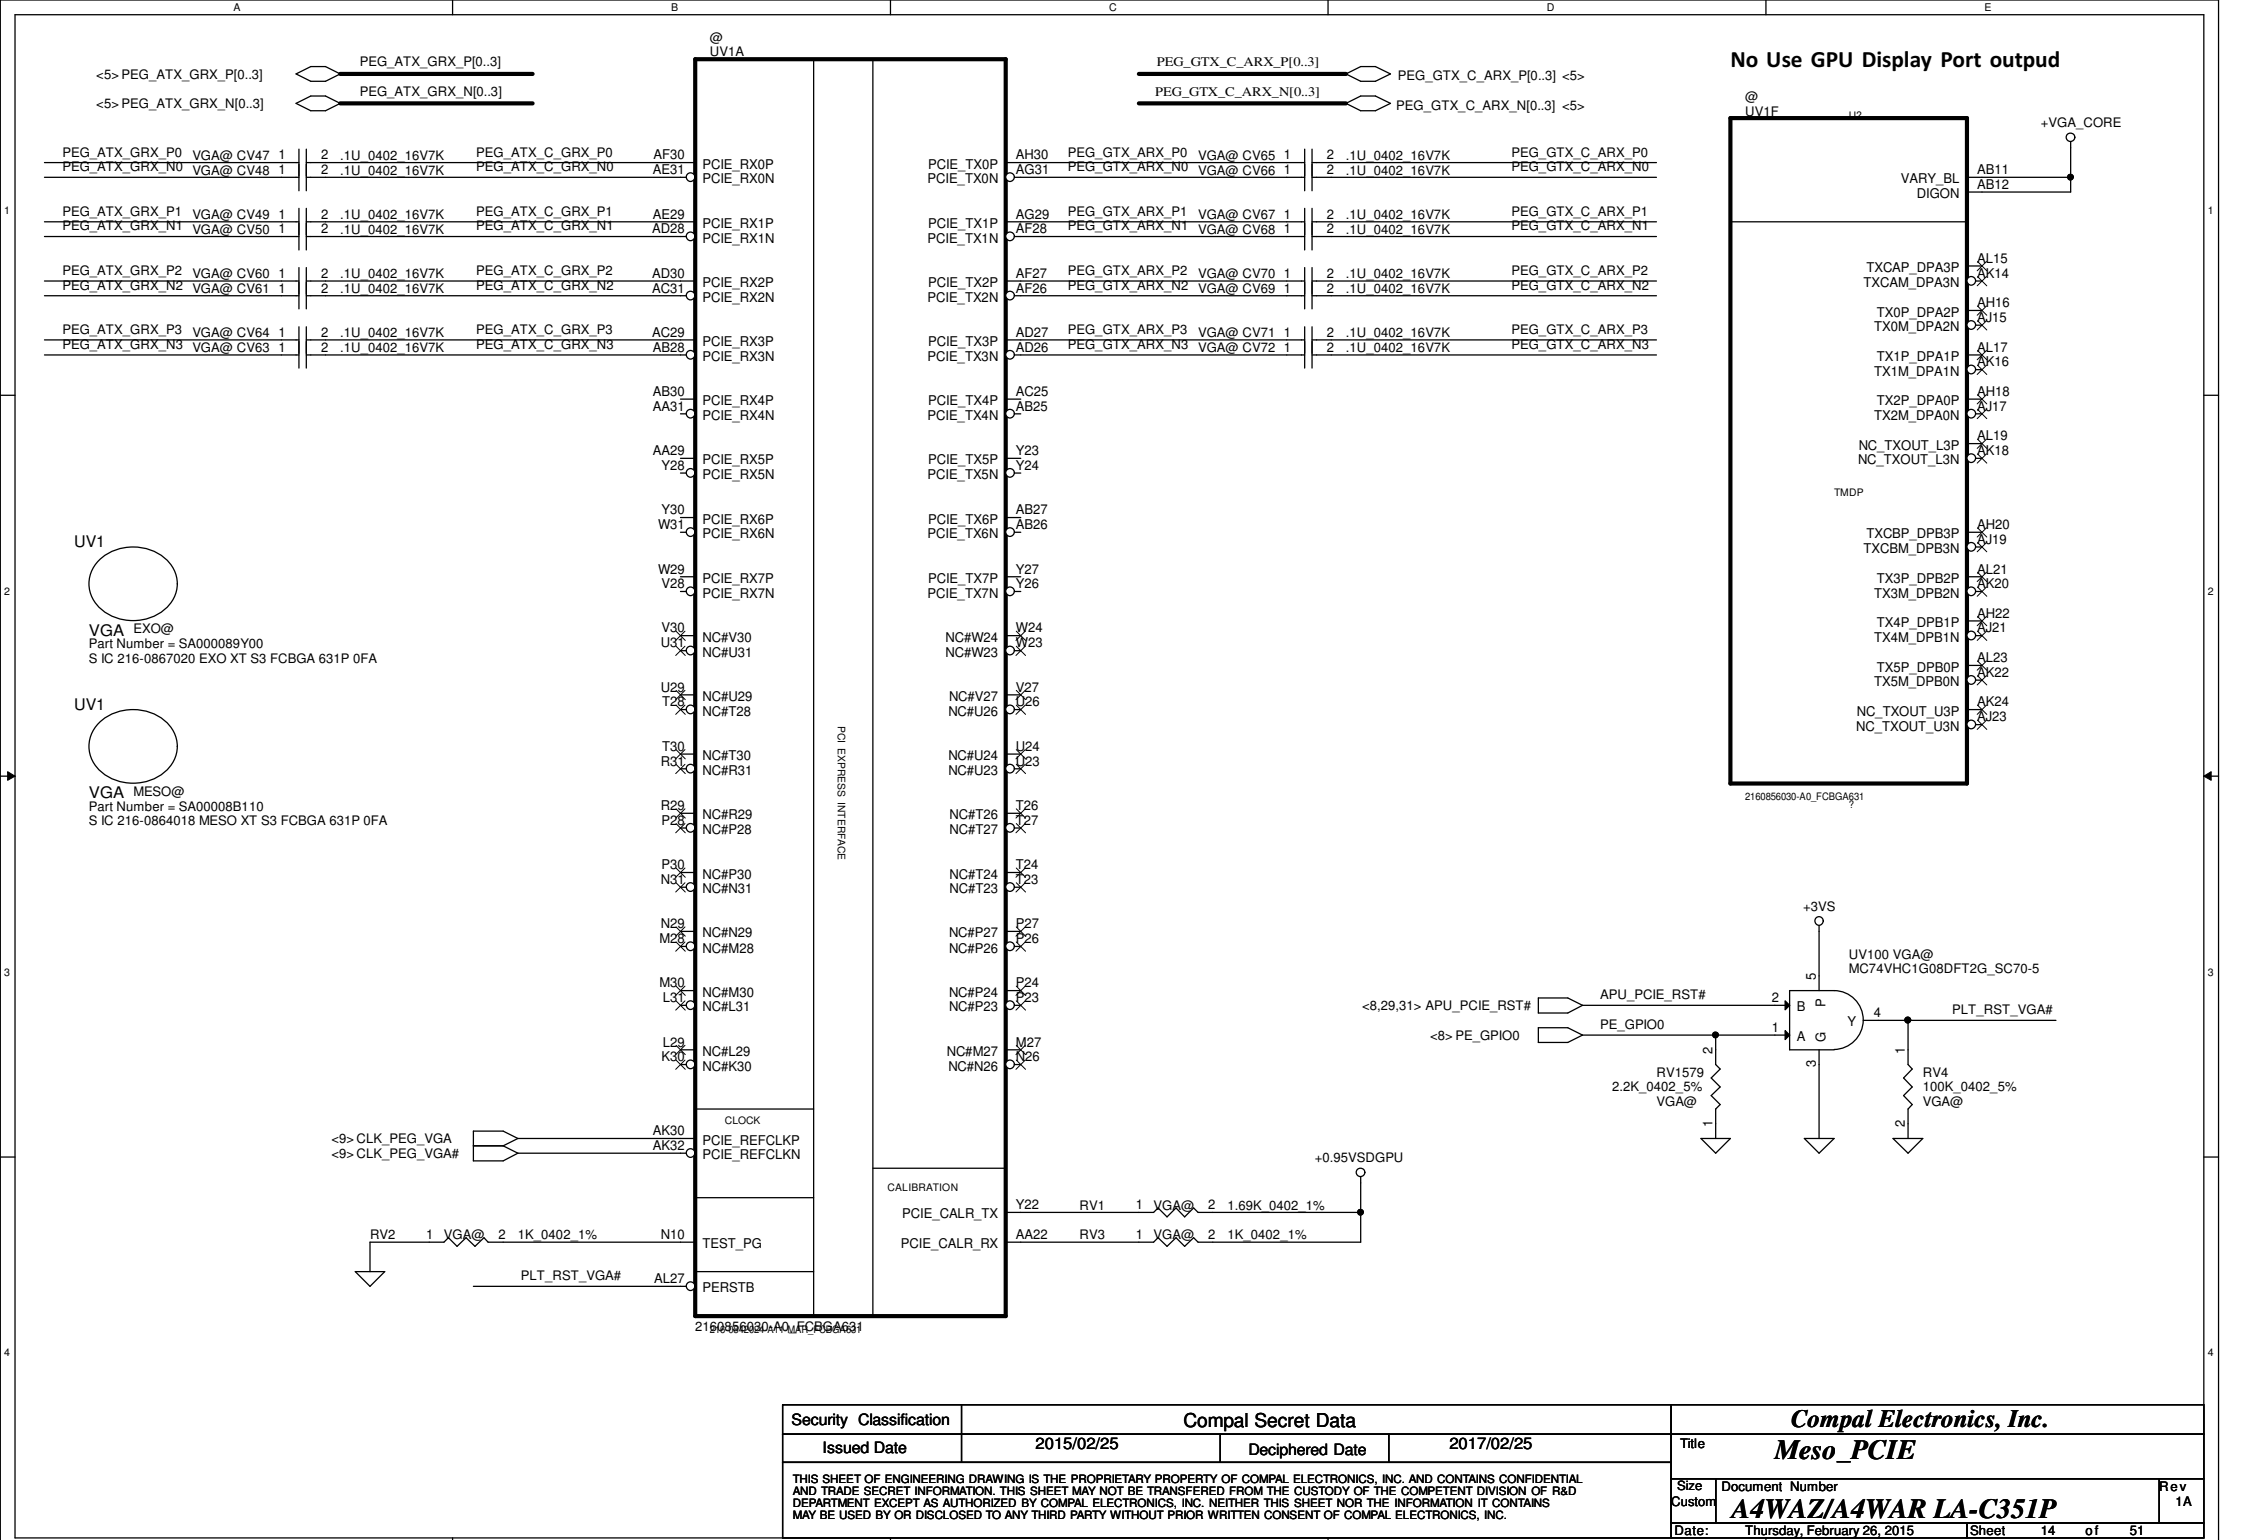 A B C D E
@
UV1A
<5> PEG_ATX_GRX_P[0..3] PEG_ATX_GRX_P[0..3]
<5> PEG_ATX_GRX_N[0..3] PEG_ATX_GRX_N[0..3]
PEG_GTX_C_ARX_P[0..3] PEG_GTX_C_ARX_P[0..3] <5>
PEG_GTX_C_ARX_N[0..3] PEG_GTX_C_ARX_N[0..3] <5>
No Use GPU Display Port outpud
PEG_ATX_GRX_P0 VGA@ CV47 1 2 .1U_0402_16V7K PEG_ATX_C_GRX_P0 AF30 PCIE_RX0P
PEG_ATX_GRX_N0 VGA@ CV48 1 2 .1U_0402_16V7K PEG_ATX_C_GRX_N0 AE31 PCIE_RX0N
PEG_ATX_GRX_P1 VGA@ CV49 1 2 .1U_0402_16V7K PEG_ATX_C_GRX_P1 AE29 PCIE_RX1P
PEG_ATX_GRX_N1 VGA@ CV50 1 2 .1U_0402_16V7K PEG_ATX_C_GRX_N1 AD28 PCIE_RX1N
PEG_ATX_GRX_P2 VGA@ CV60 1 2 .1U_0402_16V7K PEG_ATX_C_GRX_P2 AD30 PCIE_RX2P
PEG_ATX_GRX_N2 VGA@ CV61 1 2 .1U_0402_16V7K PEG_ATX_C_GRX_N2 AC31 PCIE_RX2N
PEG_ATX_GRX_P3 VGA@ CV64 1 2 .1U_0402_16V7K PEG_ATX_C_GRX_P3 AC29 PCIE_RX3P
PEG_ATX_GRX_N3 VGA@ CV63 1 2 .1U_0402_16V7K PEG_ATX_C_GRX_N3 AB28 PCIE_RX3N
AB30 PCIE_RX4P
AA31 PCIE_RX4N
AA29 PCIE_RX5P
Y28 PCIE_RX5N
Y30 PCIE_RX6P
W31 PCIE_RX6N
W29 PCIE_RX7P
V28 PCIE_RX7N
V30 NC#V30
U31 NC#U31
U29 NC#U29
T28 NC#T28
T30 NC#T30
R31 NC#R31
R29 NC#R29
P28 NC#P28
P30 NC#P30
N31 NC#N31
N29 NC#N29
M28 NC#M28
M30 NC#M30
L31 NC#L31
L29 NC#L29
K30 NC#K30
PCI EXPRESS INTERFACE
PCIE_TX0P AH30 PEG_GTX_ARX_P0 VGA@ CV65 1 2 .1U_0402_16V7K PEG_GTX_C_ARX_P0
PCIE_TX0N AG31 PEG_GTX_ARX_N0 VGA@ CV66 1 2 .1U_0402_16V7K PEG_GTX_C_ARX_N0
PCIE_TX1P AG29 PEG_GTX_ARX_P1 VGA@ CV67 1 2 .1U_0402_16V7K PEG_GTX_C_ARX_P1
PCIE_TX1N AF28 PEG_GTX_ARX_N1 VGA@ CV68 1 2 .1U_0402_16V7K PEG_GTX_C_ARX_N1
PCIE_TX2P AF27 PEG_GTX_ARX_P2 VGA@ CV70 1 2 .1U_0402_16V7K PEG_GTX_C_ARX_P2
PCIE_TX2N AF26 PEG_GTX_ARX_N2 VGA@ CV69 1 2 .1U_0402_16V7K PEG_GTX_C_ARX_N2
PCIE_TX3P AD27 PEG_GTX_ARX_P3 VGA@ CV71 1 2 .1U_0402_16V7K PEG_GTX_C_ARX_P3
PCIE_TX3N AD26 PEG_GTX_ARX_N3 VGA@ CV72 1 2 .1U_0402_16V7K PEG_GTX_C_ARX_N3
PCIE_TX4P AC25
PCIE_TX4N AB25
PCIE_TX5P Y23
PCIE_TX5N Y24
PCIE_TX6P AB27
PCIE_TX6N AB26
PCIE_TX7P Y27
PCIE_TX7N Y26
NC#W24 W24
NC#W23 W23
NC#V27 V27
NC#U26 U26
NC#U24 U24
NC#U23 U23
NC#T26 T26
NC#T27 T27
NC#T24 T24
NC#T23 T23
NC#P27 P27
NC#P26 P26
NC#P24 P24
NC#P23 P23
NC#M27 M27
NC#N26 N26
UV1
VGA EXO@
Part Number = SA000089Y00
S IC 216-0867020 EXO XT S3 FCBGA 631P 0FA
UV1
VGA MESO@
Part Number = SA00008B110
S IC 216-0864018 MESO XT S3 FCBGA 631P 0FA
CLOCK
<9> CLK_PEG_VGA AK30 PCIE_REFCLKP
<9> CLK_PEG_VGA# AK32 PCIE_REFCLKN
RV2 1 VGA@ 2 1K_0402_1% N10 TEST_PG
PLT_RST_VGA# AL27 PERSTB
2160856030-A0_FCBGA631
+0.95VSDGPU
CALIBRATION
PCIE_CALR_TX Y22 RV1 1 VGA@ 2 1.69K_0402_1%
PCIE_CALR_RX AA22 RV3 1 VGA@ 2 1K_0402_1%
@
UV1F
+VGA_CORE
VARY_BL AB11
DIGON AB12
TXCAP_DPA3P AL15
TXCAM_DPA3N AK14
TX0P_DPA2P AH16
TX0M_DPA2N AJ15
TX1P_DPA1P AL17
TX1M_DPA1N AK16
TX2P_DPA0P AH18
TX2M_DPA0N AJ17
NC_TXOUT_L3P AL19
NC_TXOUT_L3N AK18
TMDP
TXCBP_DPB3P AH20
TXCBM_DPB3N AJ19
TX3P_DPB2P AL21
TX3M_DPB2N AK20
TX4P_DPB1P AH22
TX4M_DPB1N AJ21
TX5P_DPB0P AL23
TX5M_DPB0N AK22
NC_TXOUT_U3P AK24
NC_TXOUT_U3N AJ23
2160856030-A0_FCBGA631
?
+3VS
UV100 VGA@
MC74VHC1G08DFT2G_SC70-5
<8,29,31> APU_PCIE_RST# APU_PCIE_RST# 2 B P 5
<8> PE_GPIO0 PE_GPIO0 1 A G 3
Y 4 PLT_RST_VGA#
2 RV1579
2.2K_0402_5%
VGA@
1
1 RV4
100K_0402_5%
VGA@
2
1 1
2 2
3 3
4 4
Security Classification Compal Secret Data
Issued Date 2015/02/25 Deciphered Date 2017/02/25
THIS SHEET OF ENGINEERING DRAWING IS THE PROPRIETARY PROPERTY OF COMPAL ELECTRONICS, INC. AND CONTAINS CONFIDENTIAL
AND TRADE SECRET INFORMATION. THIS SHEET MAY NOT BE TRANSFERED FROM THE CUSTODY OF THE COMPETENT DIVISION OF R&D
DEPARTMENT EXCEPT AS AUTHORIZED BY COMPAL ELECTRONICS, INC. NEITHER THIS SHEET NOR THE INFORMATION IT CONTAINS
MAY BE USED BY OR DISCLOSED TO ANY THIRD PARTY WITHOUT PRIOR WRITTEN CONSENT OF COMPAL ELECTRONICS, INC.
Compal Electronics, Inc.
Title Meso_PCIE
Size Document Number Rev
Custom A4WAZ/A4WAR LA-C351P 1A
Date: Thursday, February 26, 2015 Sheet 14 of 51